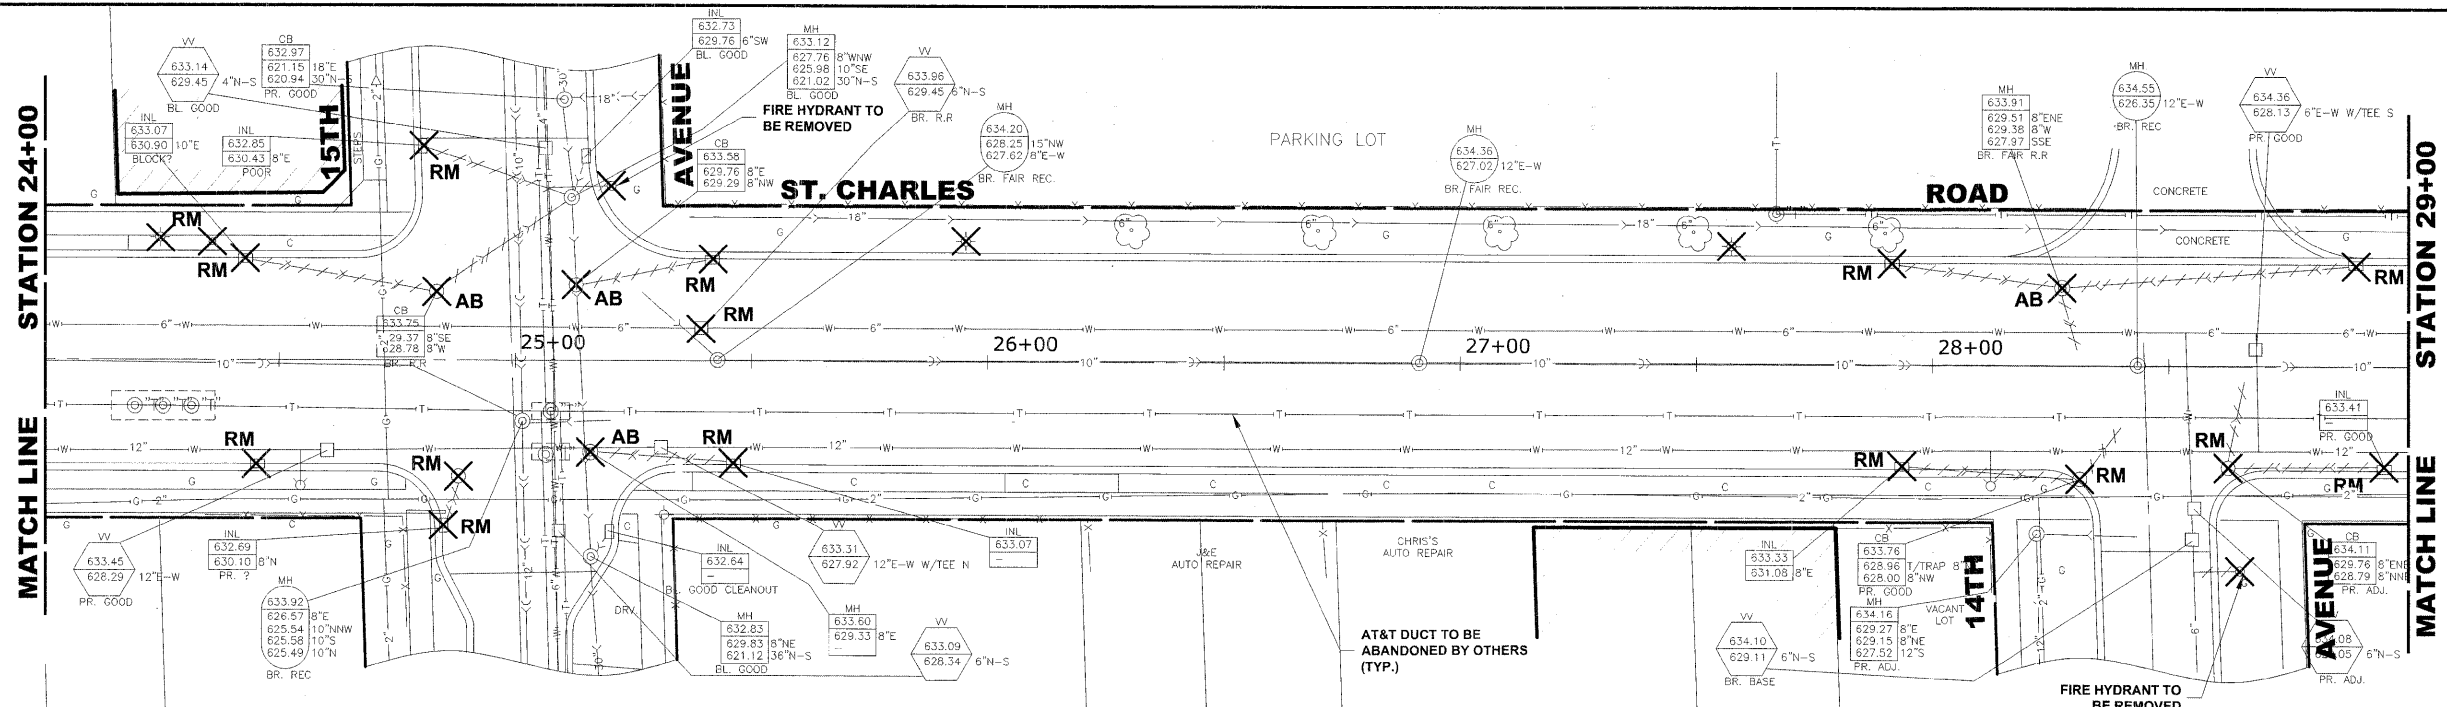 STATION 24+00
MATCH LINE
VV
633.14
629.45
4"N-S
BL. GOOD
CB
632.97
621.15 18"E
620.94 30"N-S
PR. GOOD
INL
633.07
630.90 10"E
BLOCK?
INL
632.85
630.43 8"E
POOR
15TH
STEPS
AVENUE
INL
632.73
629.76 6"SW
BL. GOOD
MH
633.12
627.76 8"WNW
625.98 10"SE
621.02 30"N-S
BL. GOOD
FIRE HYDRANT TO
BE REMOVED
VV
633.96
629.45 6"N-S
BR. R.R
CB
633.58
629.76 8"E
629.29 8"NW
MH
634.20
628.25 15"NW
627.62 8"E-W
BR. FAIR REC.
PARKING LOT
MH
634.36
627.02 12"E-W
BR. FAIR REC.
ST. CHARLES
ROAD
MH
633.91
629.51 8"ENE
629.38 8"W
627.97 SSE
BR. FAIR R.R
MH
634.55
626.35 12"E-W
BR. REC
VV
634.36
628.13 6"E-W W/TEE S
PR. GOOD
CONCRETE
CONCRETE
STATION 29+00
MATCH LINE
RM
RM
RM
RM
RM
RM
RM
AB
AB
AB
CB
633.75
29.37 8"SE
628.78 8"W
BR. R.R
25+00
26+00
27+00
28+00
RM
RM
RM
AB
RM
RM
RM
RM
RM
VV
633.45
628.29 12"E-W
PR. GOOD
INL
632.69
630.10 8"N
PR. ?
MH
633.92
626.57 8"E
625.54 10"NNW
625.58 10"S
625.49 10"N
BR. REC
DRV
INL
632.64
–
BL. GOOD CLEANOUT
MH
632.83
629.83 8"NE
621.12 36"N-S
BL. GOOD
VV
633.31
627.92 12"E-W W/TEE N
MH
633.60
629.33 8"E
VV
633.09
628.34 6"N-S
INL
633.07
–
J&E
AUTO REPAIR
CHRIS'S
AUTO REPAIR
AT&T DUCT TO BE
ABANDONED BY OTHERS
(TYP.)
INL
633.33
631.08 8"E
CB
633.76
628.96 T/TRAP 8"
628.00 8"NW
PR. GOOD
MH
634.16
629.27 8"E
629.15 8"NE
627.52 12"S
PR. ADJ.
VV
634.10
629.11 6"N-S
BR. BASE
VACANT
LOT
14TH
AVENUE
INL
633.41
–
PR. GOOD
CB
634.11
629.76 8"ENE
628.79 8"NNE
PR. ADJ.
6"N-S
PR. ADJ.
FIRE HYDRANT TO
BE REMOVED